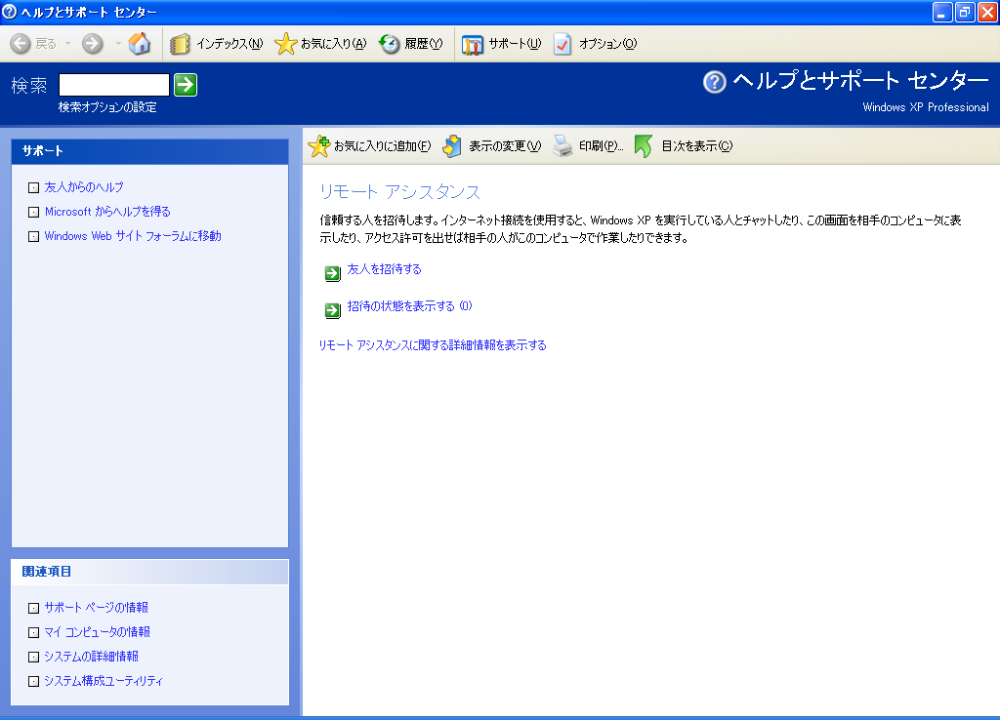 ヘルプとサポート センター
戻る インデックス(N) お気に入り(A) 履歴(Y) サポート(U) オプション(O)
検索
検索オプションの設定
ヘルプとサポート センター
Windows XP Professional
サポート
友人からのヘルプ
Microsoft からヘルプを得る
Windows Web サイト フォーラムに移動
関連項目
サポート ページの情報
マイ コンピュータの情報
システムの詳細情報
システム構成ユーティリティ
お気に入りに追加(F) 表示の変更(V) 印刷(P)... 目次を表示(C)
リモート アシスタンス
信頼する人を招待します。インターネット接続を使用すると、Windows XP を実行している人とチャットしたり、この画面を相手のコンピュータに表
示したり、アクセス許可を出せば相手の人がこのコンピュータで作業したりできます。
友人を招待する
招待の状態を表示する (0)
リモート アシスタンスに関する詳細情報を表示する